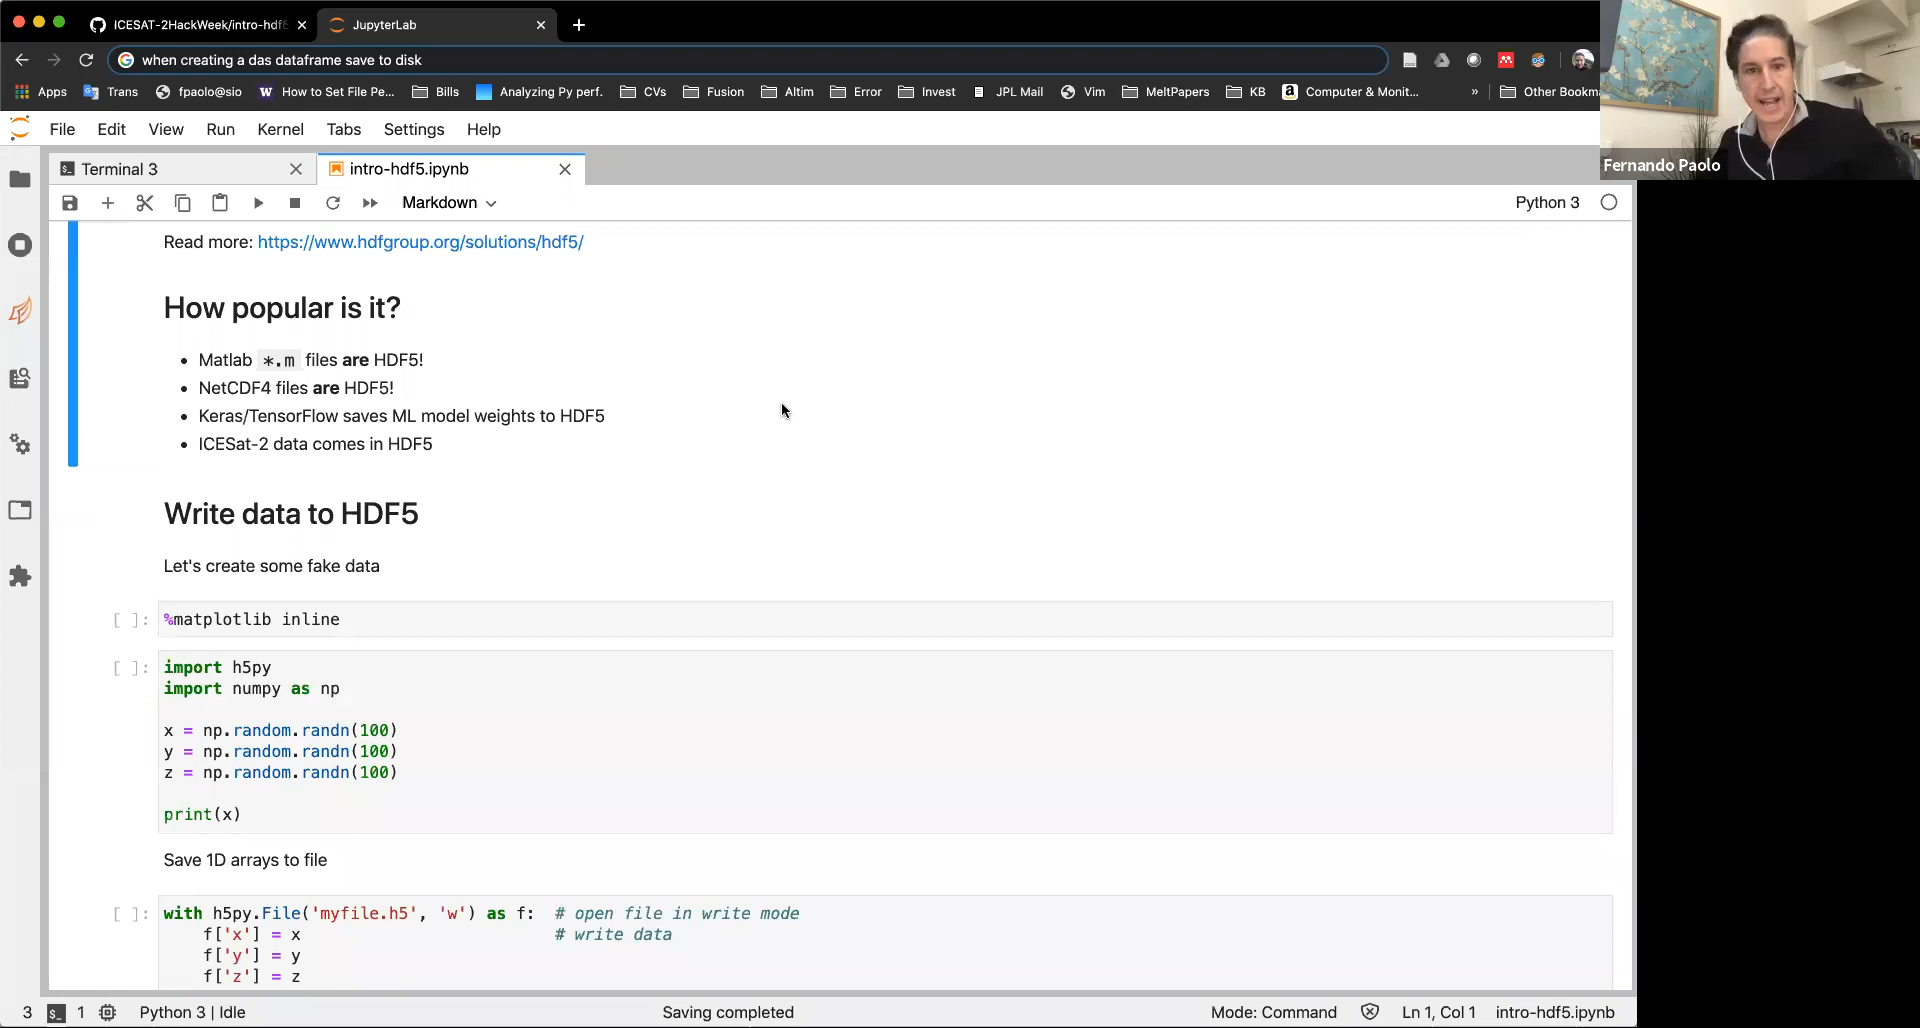 ICESAT-2HackWeek/intro-hdf5
JupyterLab
when creating a das dataframe save to disk
Apps
Trans
fpaolo@sio
How to Set File Pe...
Bills
Analyzing Py perf.
CVs
Fusion
Altim
Error
Invest
JPL Mail
Vim
MeltPapers
KB
Computer & Monit...
»
Other Bookma
File Edit View Run Kernel Tabs Settings Help
Fernando Paolo
Terminal 3
intro-hdf5.ipynb
Markdown
Python 3
Read more: https://www.hdfgroup.org/solutions/hdf5/
How popular is it?
• Matlab *.m files are HDF5!
• NetCDF4 files are HDF5!
• Keras/TensorFlow saves ML model weights to HDF5
• ICESat-2 data comes in HDF5
Write data to HDF5
Let's create some fake data
[ ]: %matplotlib inline
[ ]: import h5py
import numpy as np
x = np.random.randn(100)
y = np.random.randn(100)
z = np.random.randn(100)
print(x)
Save 1D arrays to file
[ ]: with h5py.File('myfile.h5', 'w') as f: # open file in write mode
f['x'] = x # write data
f['y'] = y
f['z'] = z
3 $_ 1 Python 3 | Idle Saving completed Mode: Command Ln 1, Col 1 intro-hdf5.ipynb